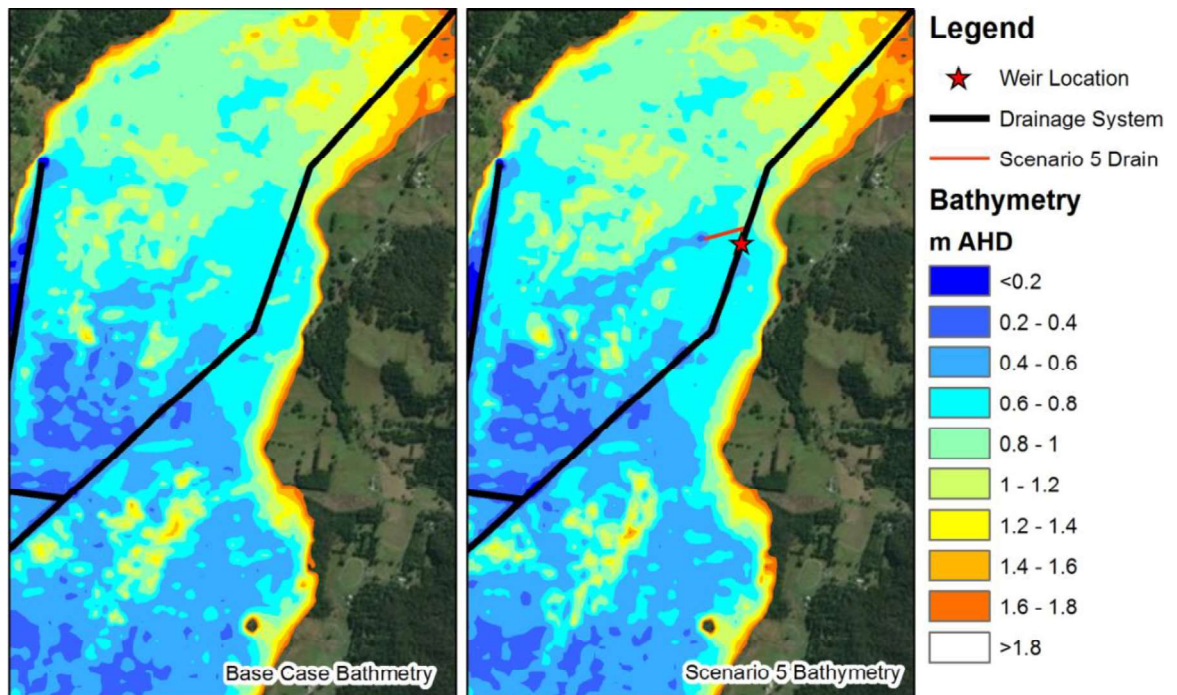 Base Case Bathmetry
Scenario 5 Bathymetry
Legend
Weir Location
Drainage System
Scenario 5 Drain
Bathymetry
m AHD
<0.2
0.2 - 0.4
0.4 - 0.6
0.6 - 0.8
0.8 - 1
1 - 1.2
1.2 - 1.4
1.4 - 1.6
1.6 - 1.8
>1.8